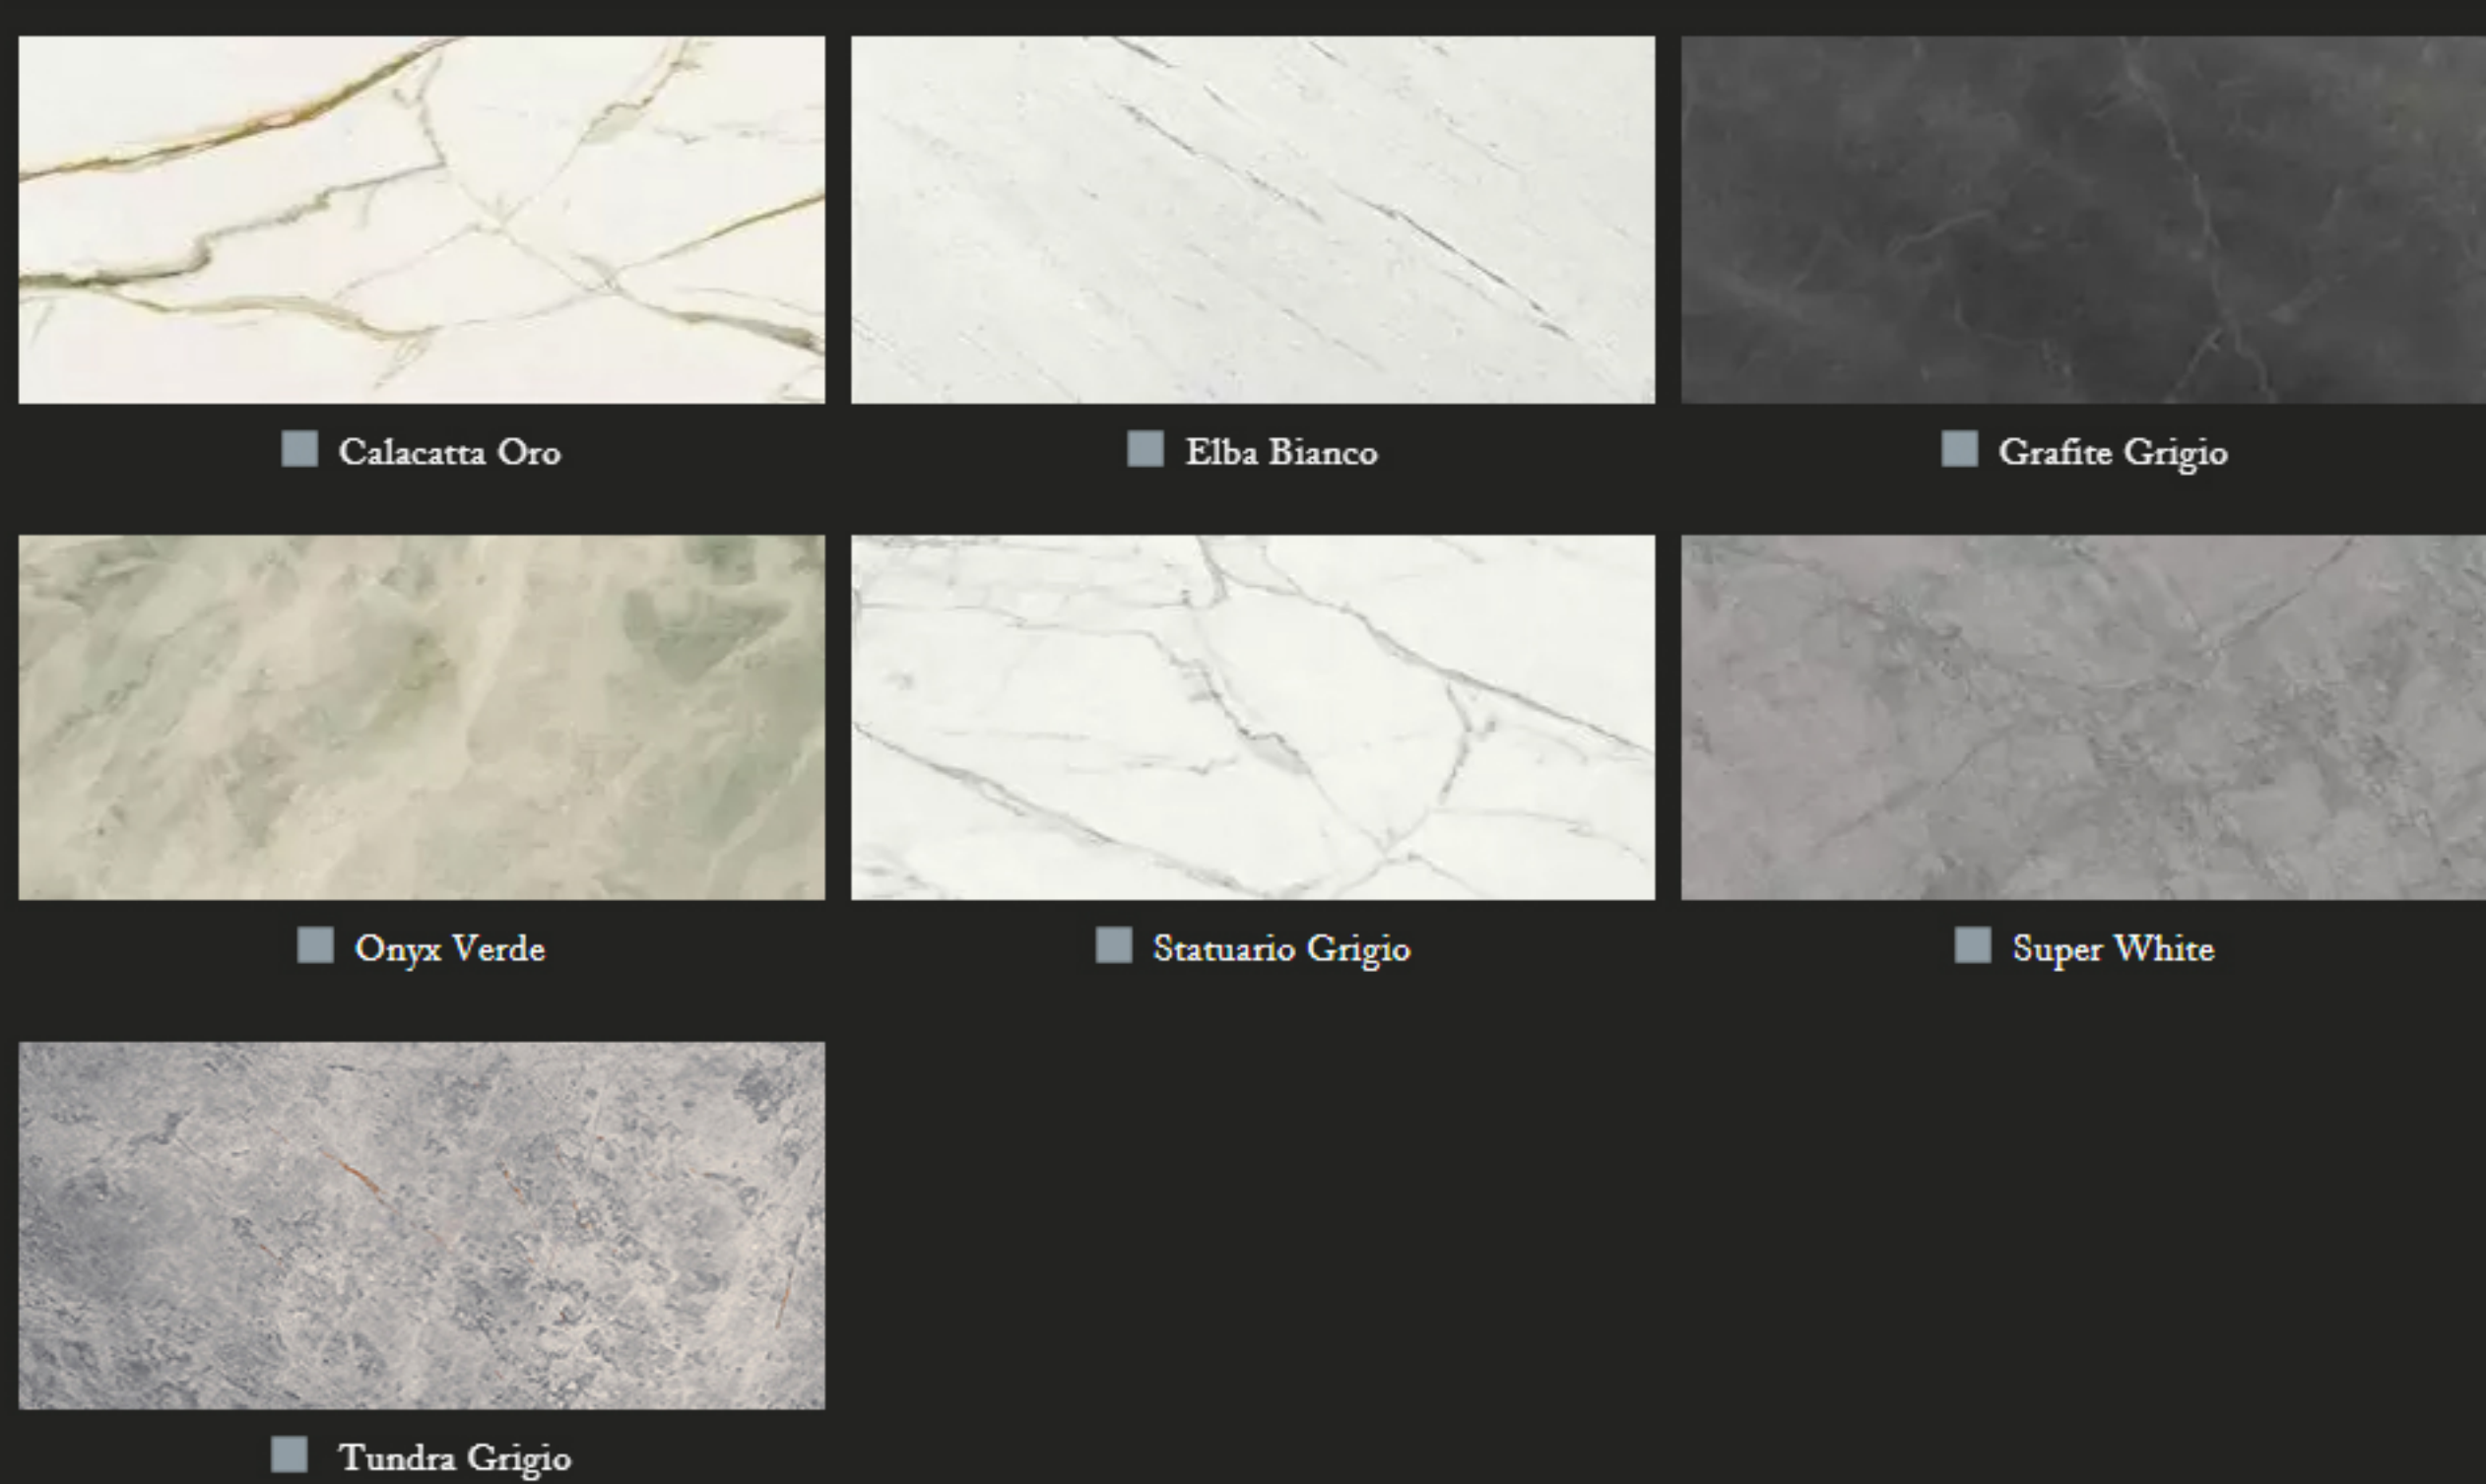 Calacatta Oro
Elba Bianco
Grafite Grigio
Onyx Verde
Statuario Grigio
Super White
Tundra Grigio